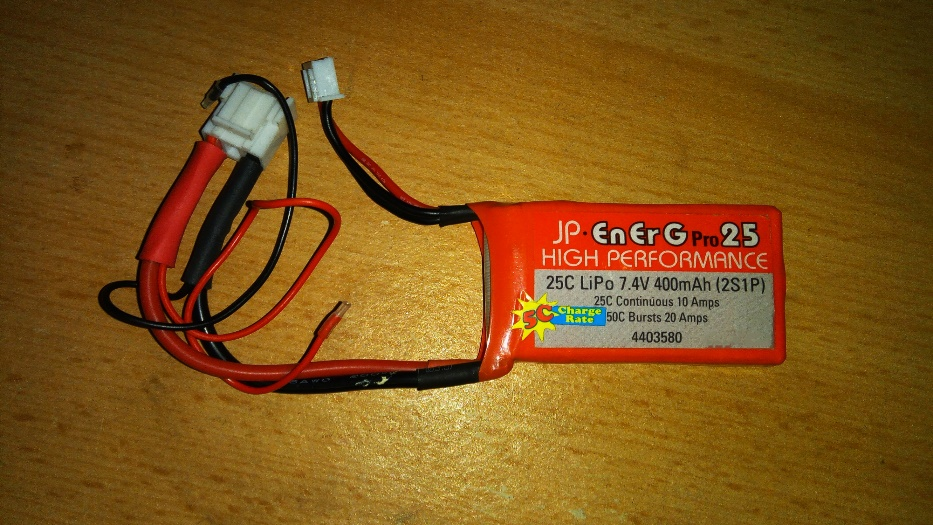 JP·EnErG Pro25
HIGH PERFORMANCE
25C LiPo 7.4V 400mAh (2S1P)
25C Continuous 10 Amps
50C Bursts 20 Amps
4403580
5C Charge
Rate